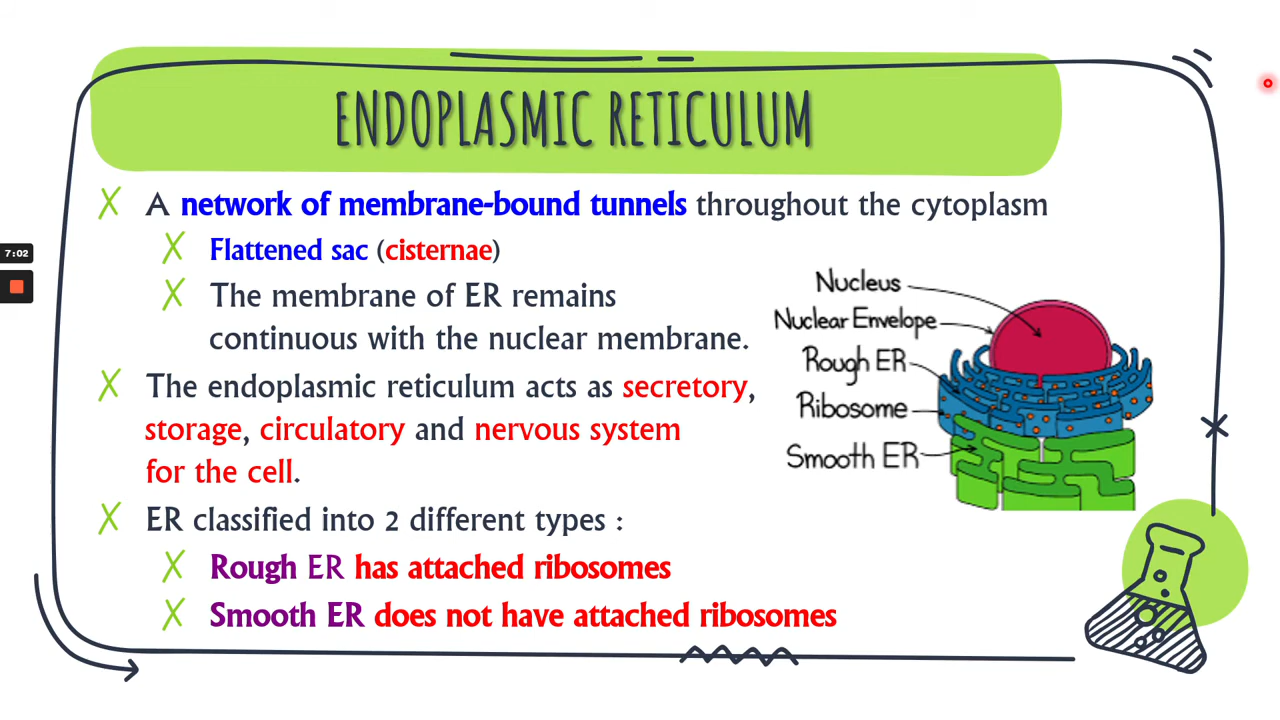 ENDOPLASMIC RETICULUM
A network of membrane-bound tunnels throughout the cytoplasm
7:02
Flattened sac (cisternae)
The membrane of ER remains
continuous with the nuclear membrane.
Nucleus
Nuclear Envelope
Rough ER
Ribosome
Smooth ER
The endoplasmic reticulum acts as secretory,
storage, circulatory and nervous system
for the cell.
ER classified into 2 different types :
Rough ER has attached ribosomes
Smooth ER does not have attached ribosomes